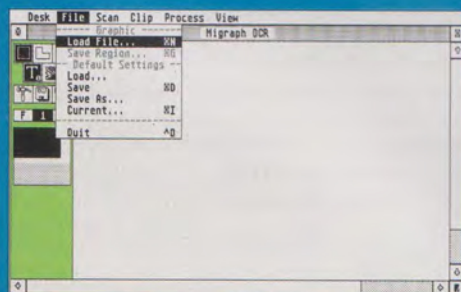 Desk File Scan Clip Process View
Migraph OCR
Graphic
Load File... ⌘N
Save Region... ⌘G
Default Settings
Load...
Save ⌘D
Save As...
Current... ⌘I
Quit ^Q
T
F 1